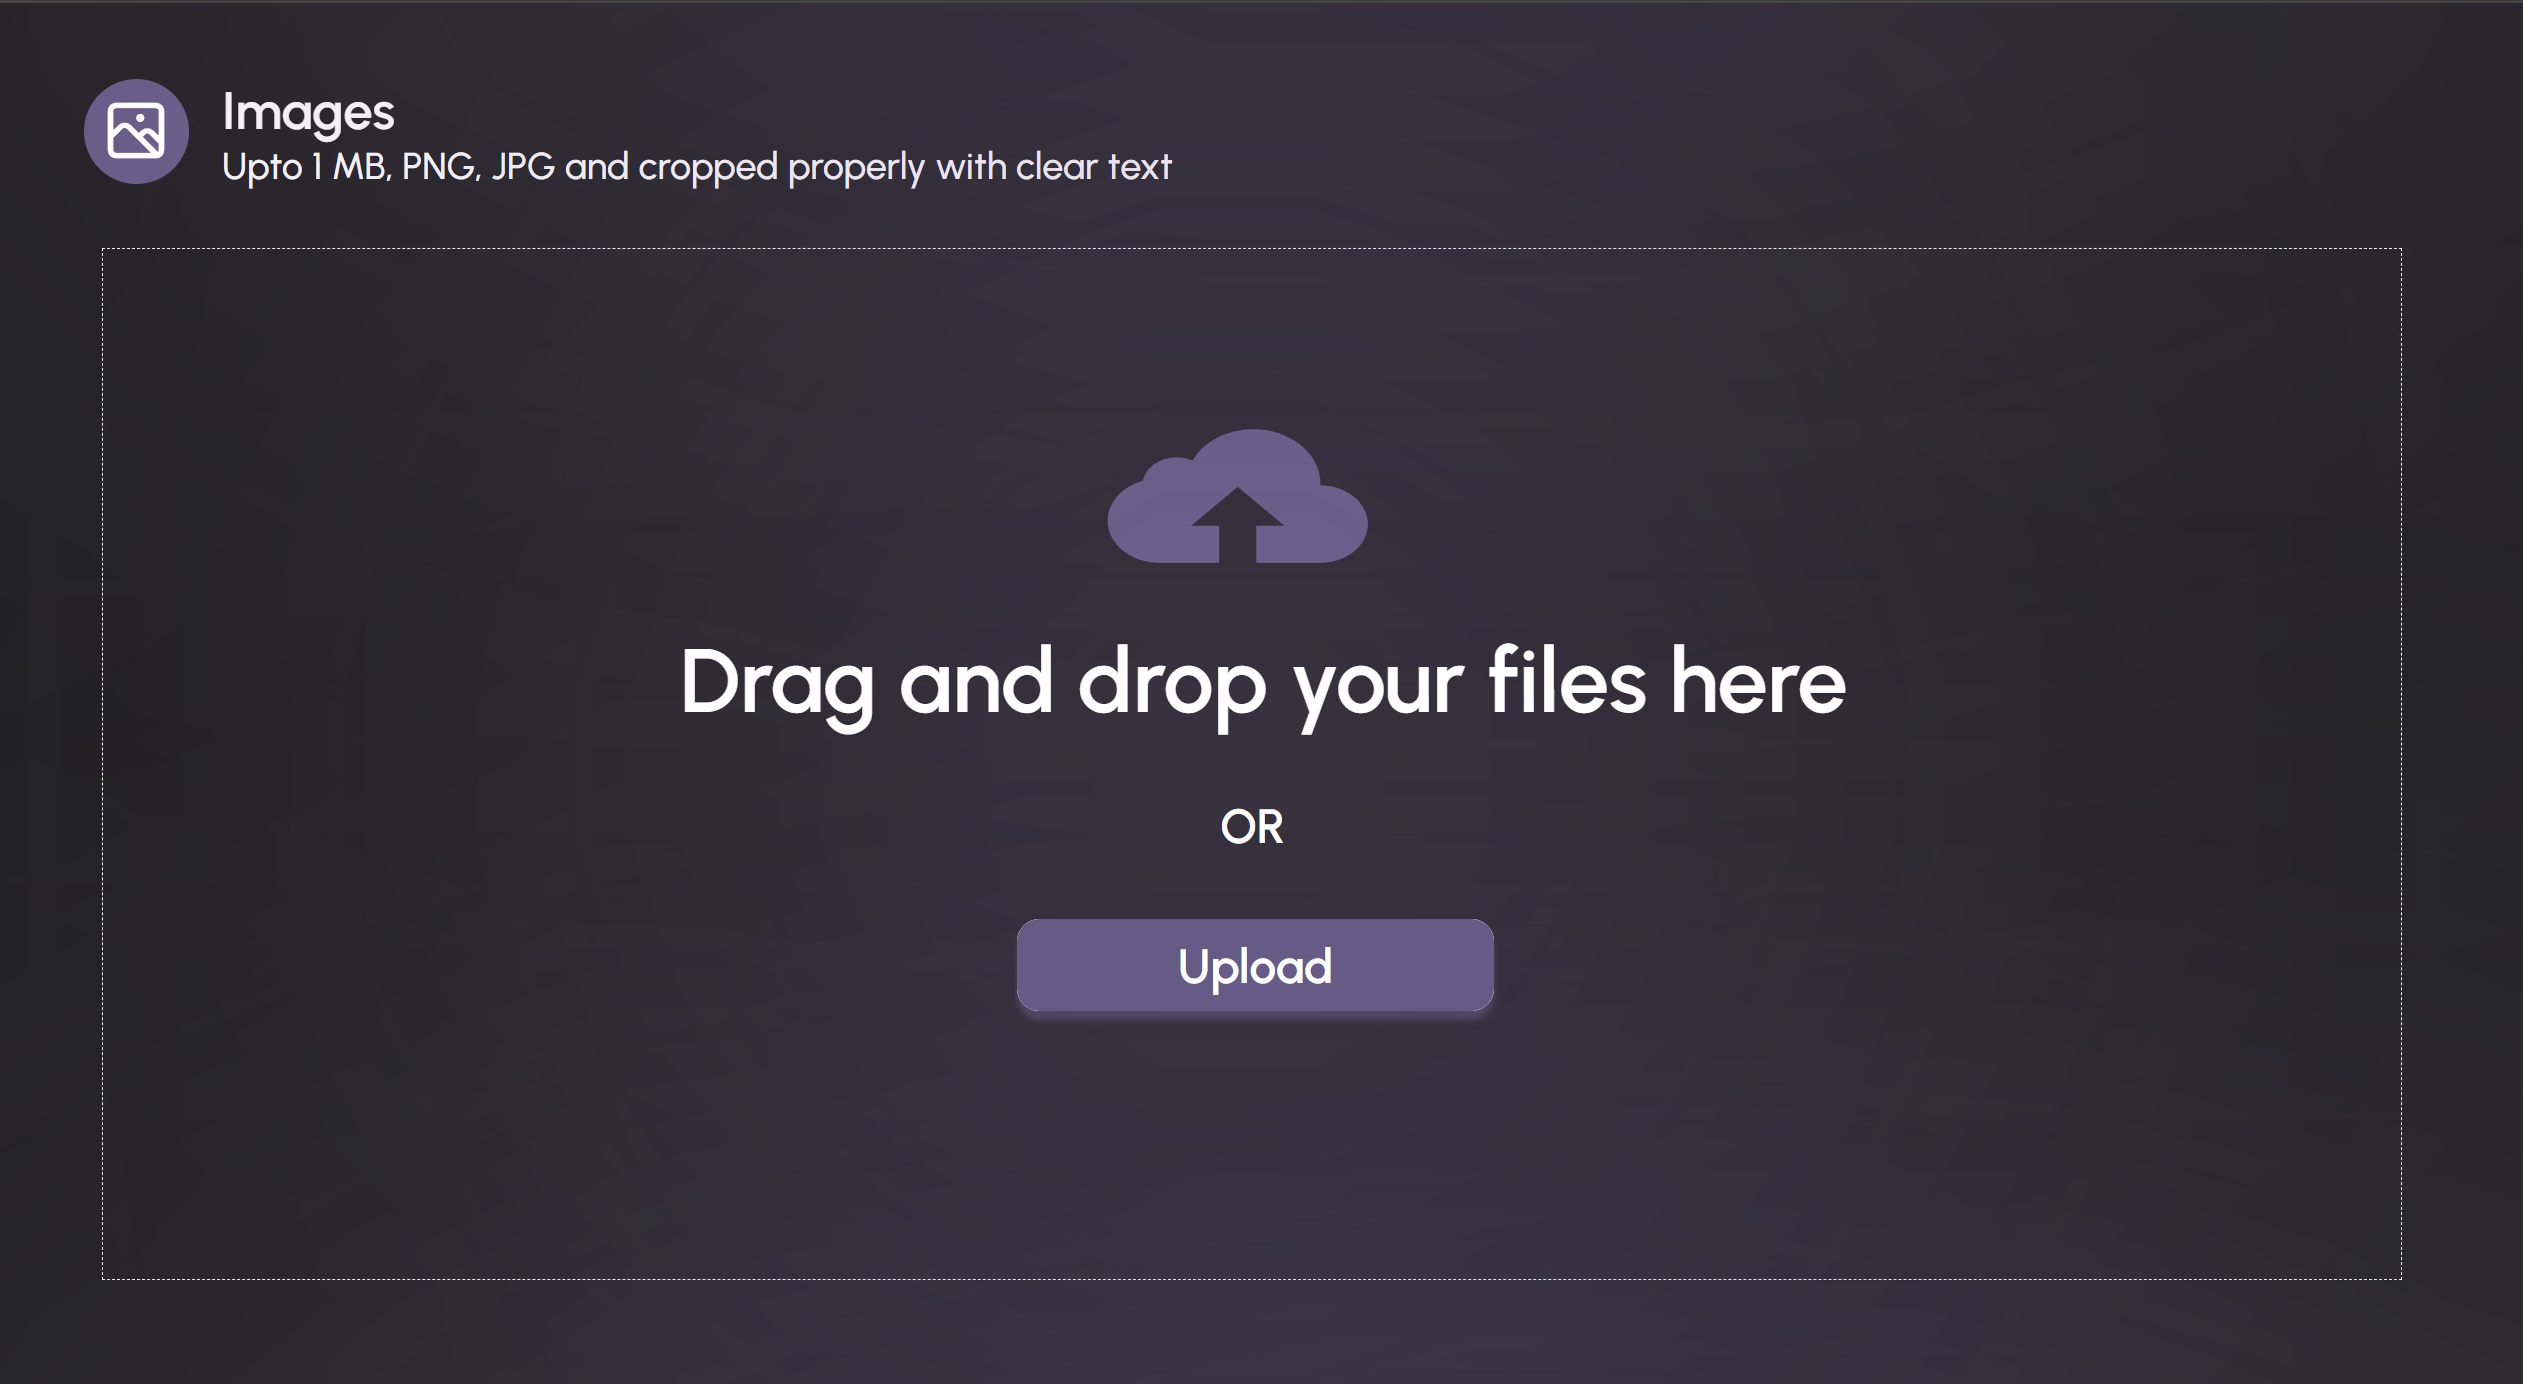 Images
Upto 1 MB, PNG, JPG and cropped properly with clear text
Drag and drop your files here
OR
Upload